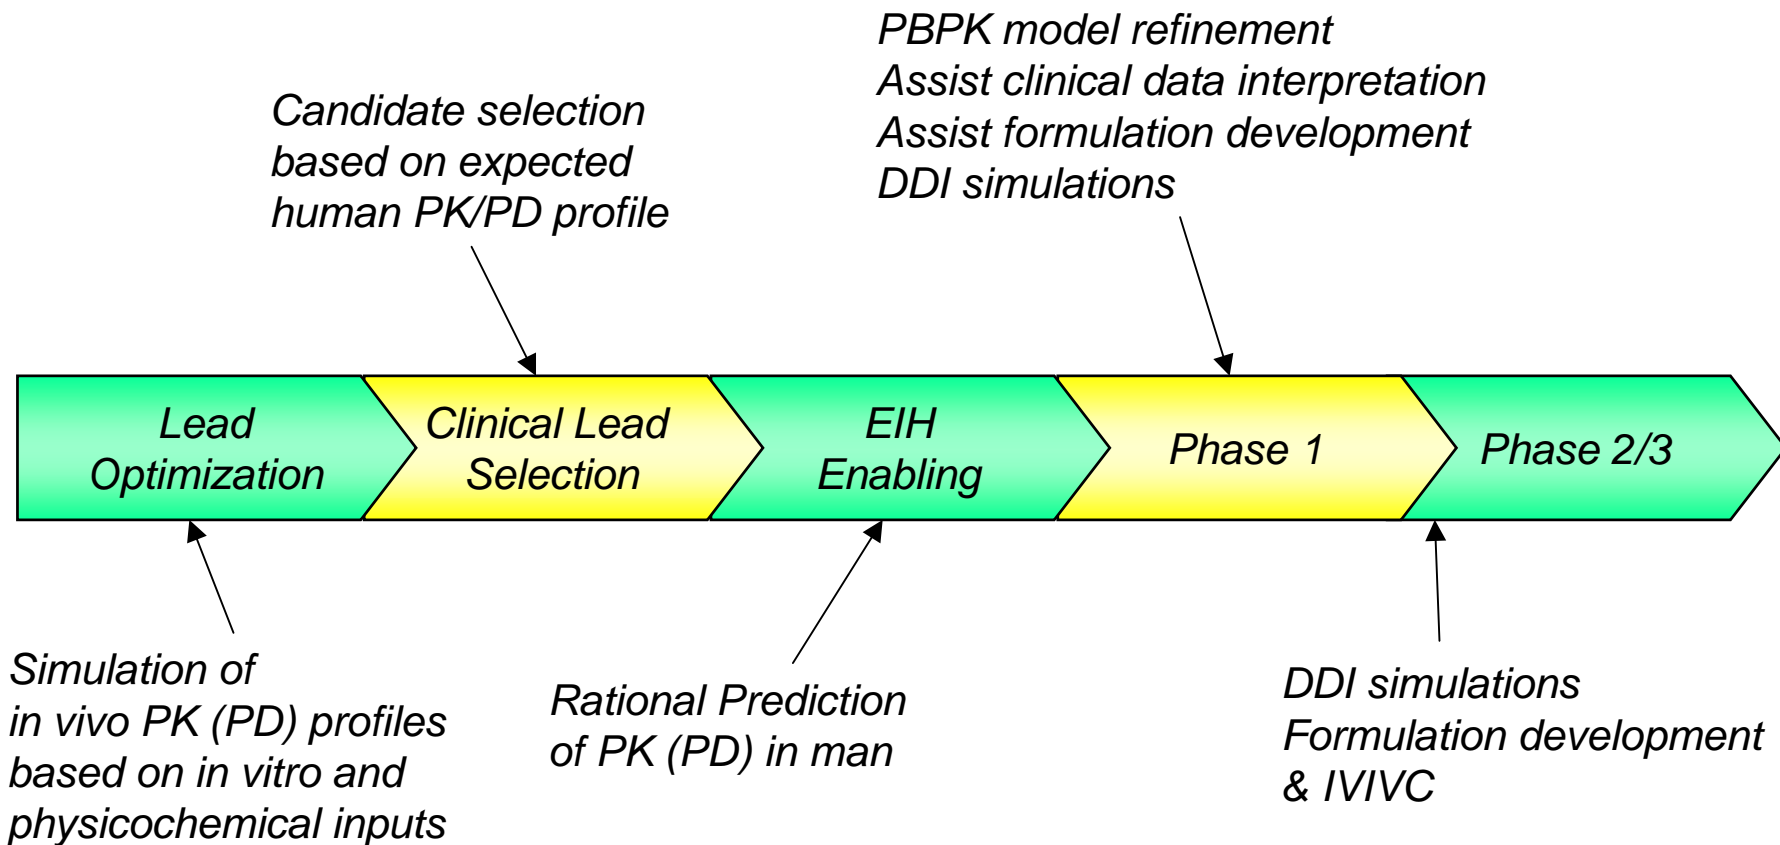 PBPK model refinement
Assist clinical data interpretation
Assist formulation development
DDI simulations
Candidate selection
based on expected
human PK/PD profile
Lead
Optimization
Clinical Lead
Selection
EIH
Enabling
Phase 1
Phase 2/3
Simulation of
in vivo PK (PD) profiles
based on in vitro and
physicochemical inputs
Rational Prediction
of PK (PD) in man
DDI simulations
Formulation development
& IVIVC